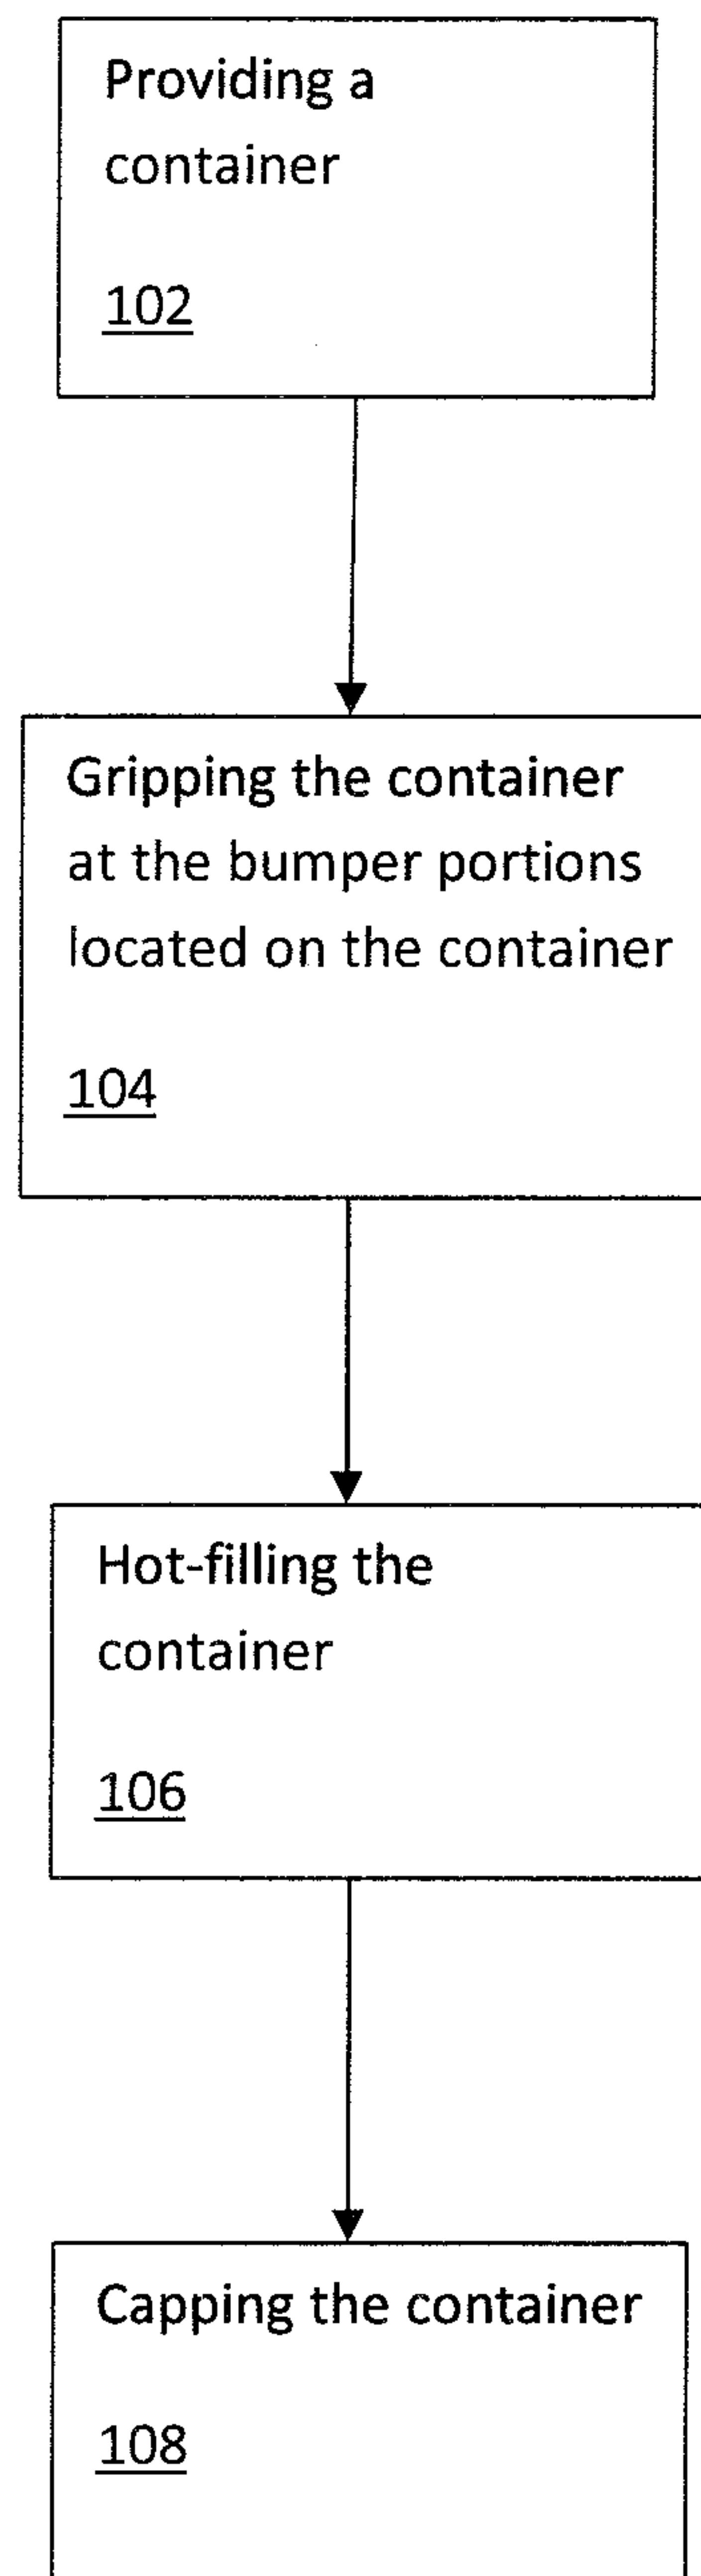 Providing a
container
102
Gripping the container
at the bumper portions
located on the container
104
Hot-filling the
container
106
Capping the container
108